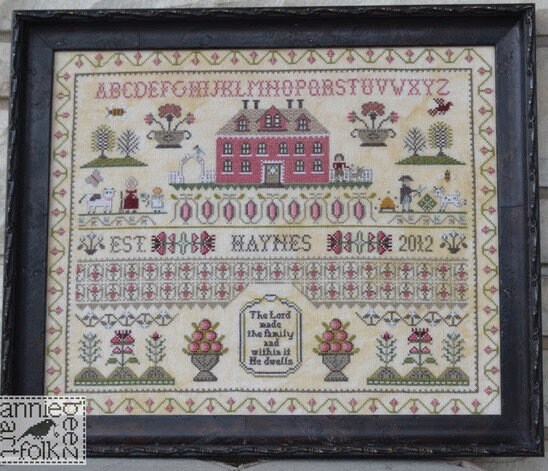 ABCDEFGHIJKLMNOPQRSTUVWXYZ
EST HAYNES 2012
The Lord
made
the family
and
within it
He dwells
annie
beez
folk
art